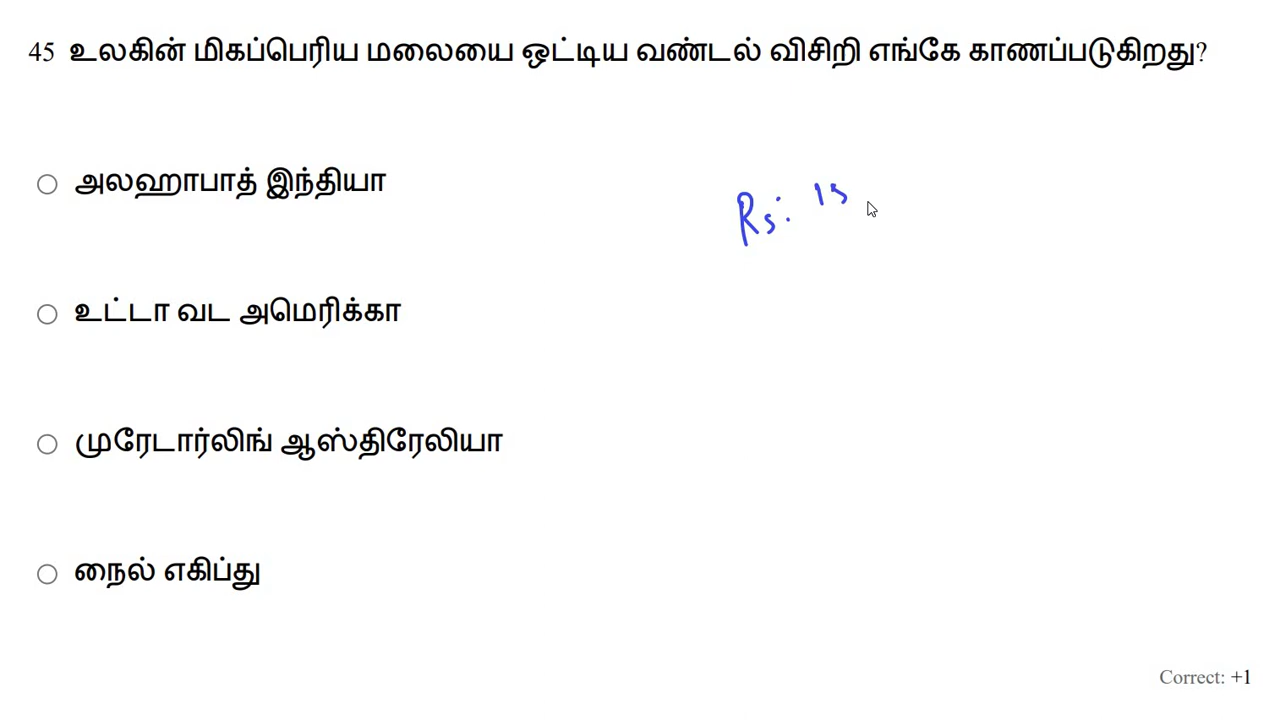 45 உலகின் மிகப்பெரிய மலையை ஒட்டிய வண்டல் விசிறி எங்கே காணப்படுகிறது?
அலஹாபாத் இந்தியா
Rs: 15
உட்டா வட அமெரிக்கா
முரேடார்லிங் ஆஸ்திரேலியா
நைல் எகிப்து
Correct: +1